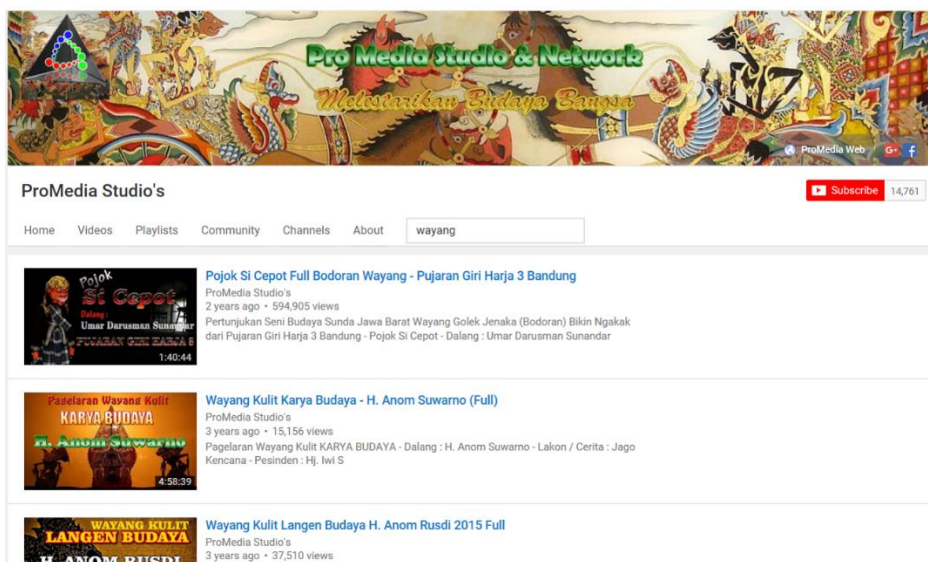 Pro Media Studio & Network
Melestarikan Budaya Bangsa
ProMedia Web G+ f
ProMedia Studio's
Subscribe 14,761
Home Videos Playlists Community Channels About wayang
Pojok
Si Cepot
Dalang :
Umar Darusman Sunandar
PUJARAN GIRI HARJA 3
1:40:44
Pojok Si Cepot Full Bodoran Wayang - Pujaran Giri Harja 3 Bandung
ProMedia Studio's
2 years ago • 594,905 views
Pertunjukan Seni Budaya Sunda Jawa Barat Wayang Golek Jenaka (Bodoran) Bikin Ngakak
dari Pujaran Giri Harja 3 Bandung - Pojok Si Cepot - Dalang : Umar Darusman Sunandar
Pagelaran Wayang Kulit
KARYA BUDAYA
H. Anom Suwarno
4:58:39
Wayang Kulit Karya Budaya - H. Anom Suwarno (Full)
ProMedia Studio's
3 years ago • 15,156 views
Pagelaran Wayang Kulit KARYA BUDAYA - Dalang : H. Anom Suwarno - Lakon / Cerita : Jago
Kencana - Pesinden : Hj. Iwi S
WAYANG KULIT
LANGEN BUDAYA
H. ANOM RUSDI
Wayang Kulit Langen Budaya H. Anom Rusdi 2015 Full
ProMedia Studio's
3 years ago • 37,510 views